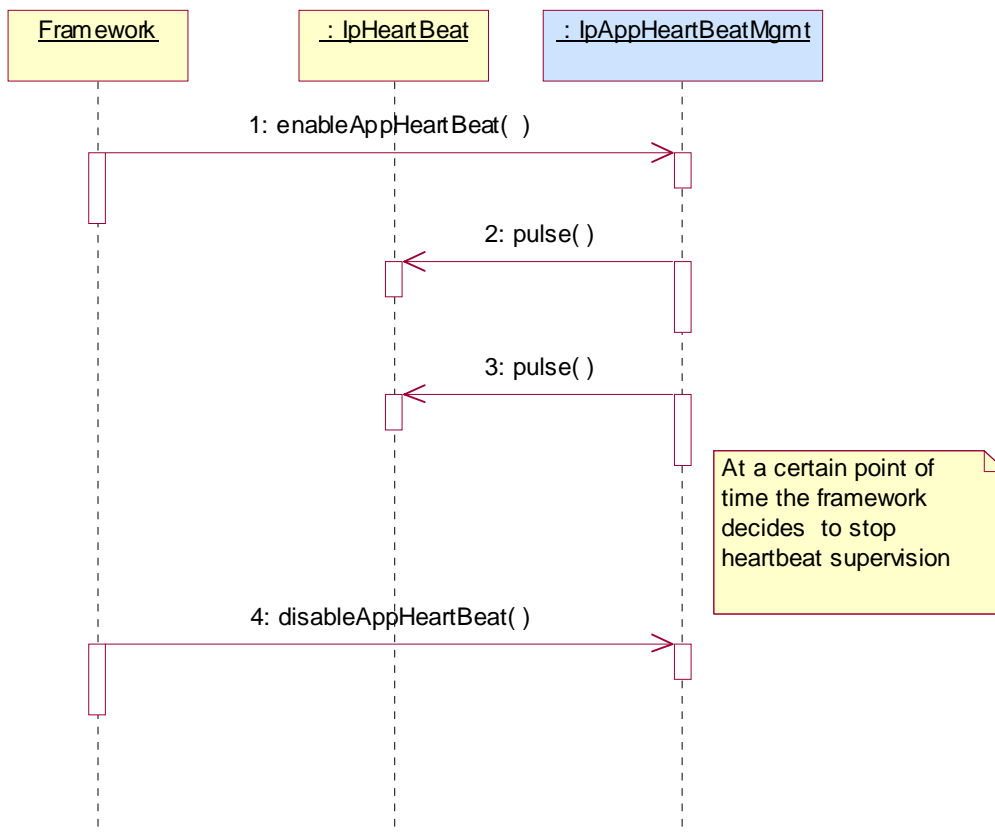 Framework
: IpHeartBeat
: IpAppHeartBeatMgmt
1: enableAppHeartBeat( )
2: pulse( )
3: pulse( )
At a certain point of
time the framework
decides to stop
heartbeat supervision
4: disableAppHeartBeat( )